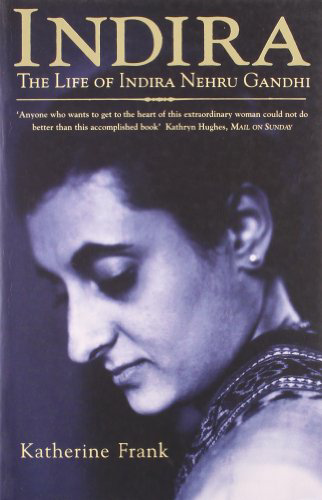 INDIRA
THE LIFE OF INDIRA NEHRU GANDHI
'Anyone who wants to get to the heart of this extraordinary woman could not do
better than this accomplished book' Kathryn Hughes, MAIL ON SUNDAY
Katherine Frank